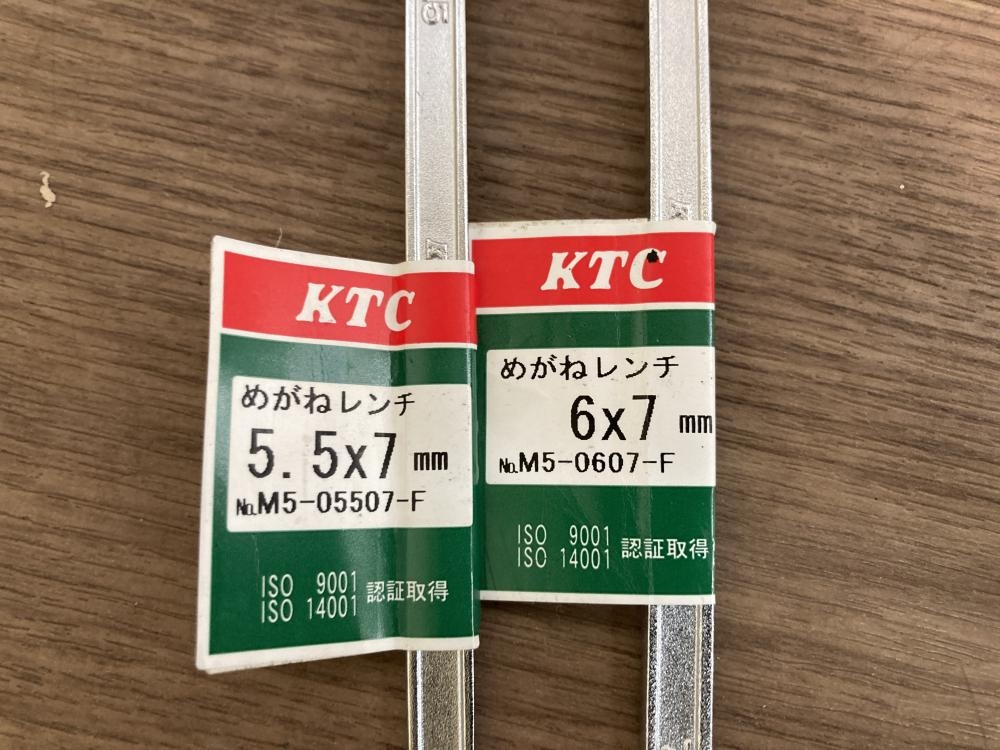 KTC
めがねレンチ
5.5x7 mm
No.M5-05507-F
ISO 9001
ISO 14001 認証取得
KTC
めがねレンチ
6x7 mm
No.M5-0607-F
ISO 9001
ISO 14001 認証取得